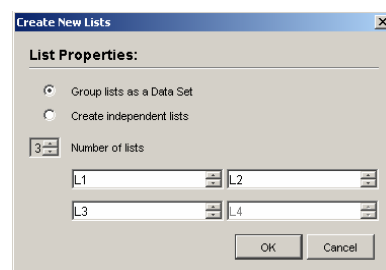 Create New Lists
List Properties:
Group lists as a Data Set
Create independent lists
3 Number of lists
L1 L2
L3 L4
OK Cancel